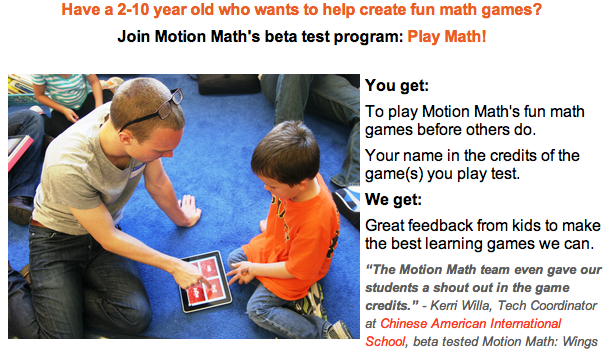 Have a 2-10 year old who wants to help create fun math games?
Join Motion Math's beta test program: Play Math!
You get:
To play Motion Math's fun math
games before others do.
Your name in the credits of the
game(s) you play test.
We get:
Great feedback from kids to make
the best learning games we can.
“The Motion Math team even gave our
students a shout out in the game
credits.” - Kerri Willa, Tech Coordinator
at Chinese American International
School, beta tested Motion Math: Wings